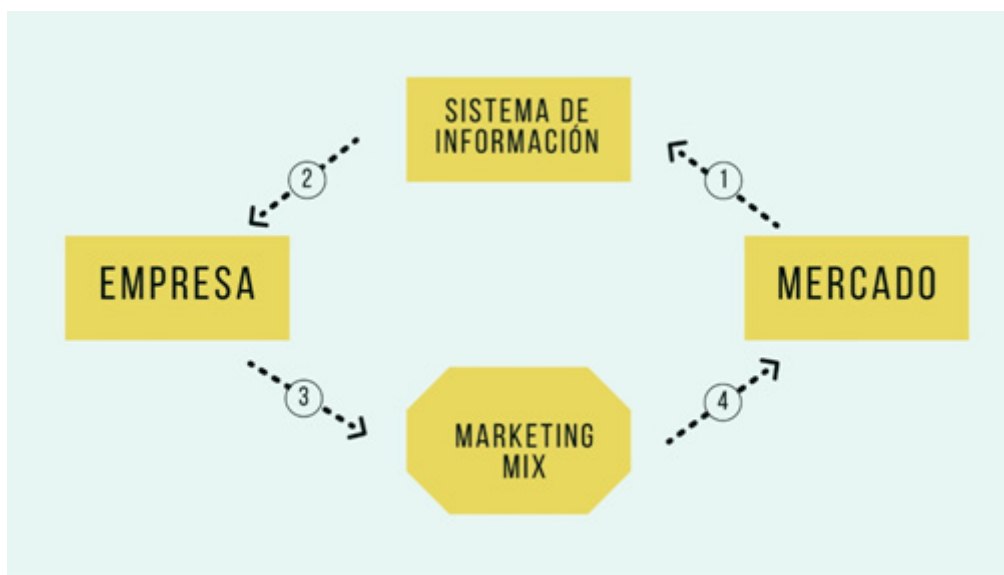 SISTEMA DE
INFORMACIÓN
2
1
EMPRESA
MERCADO
3
4
MARKETING
MIX